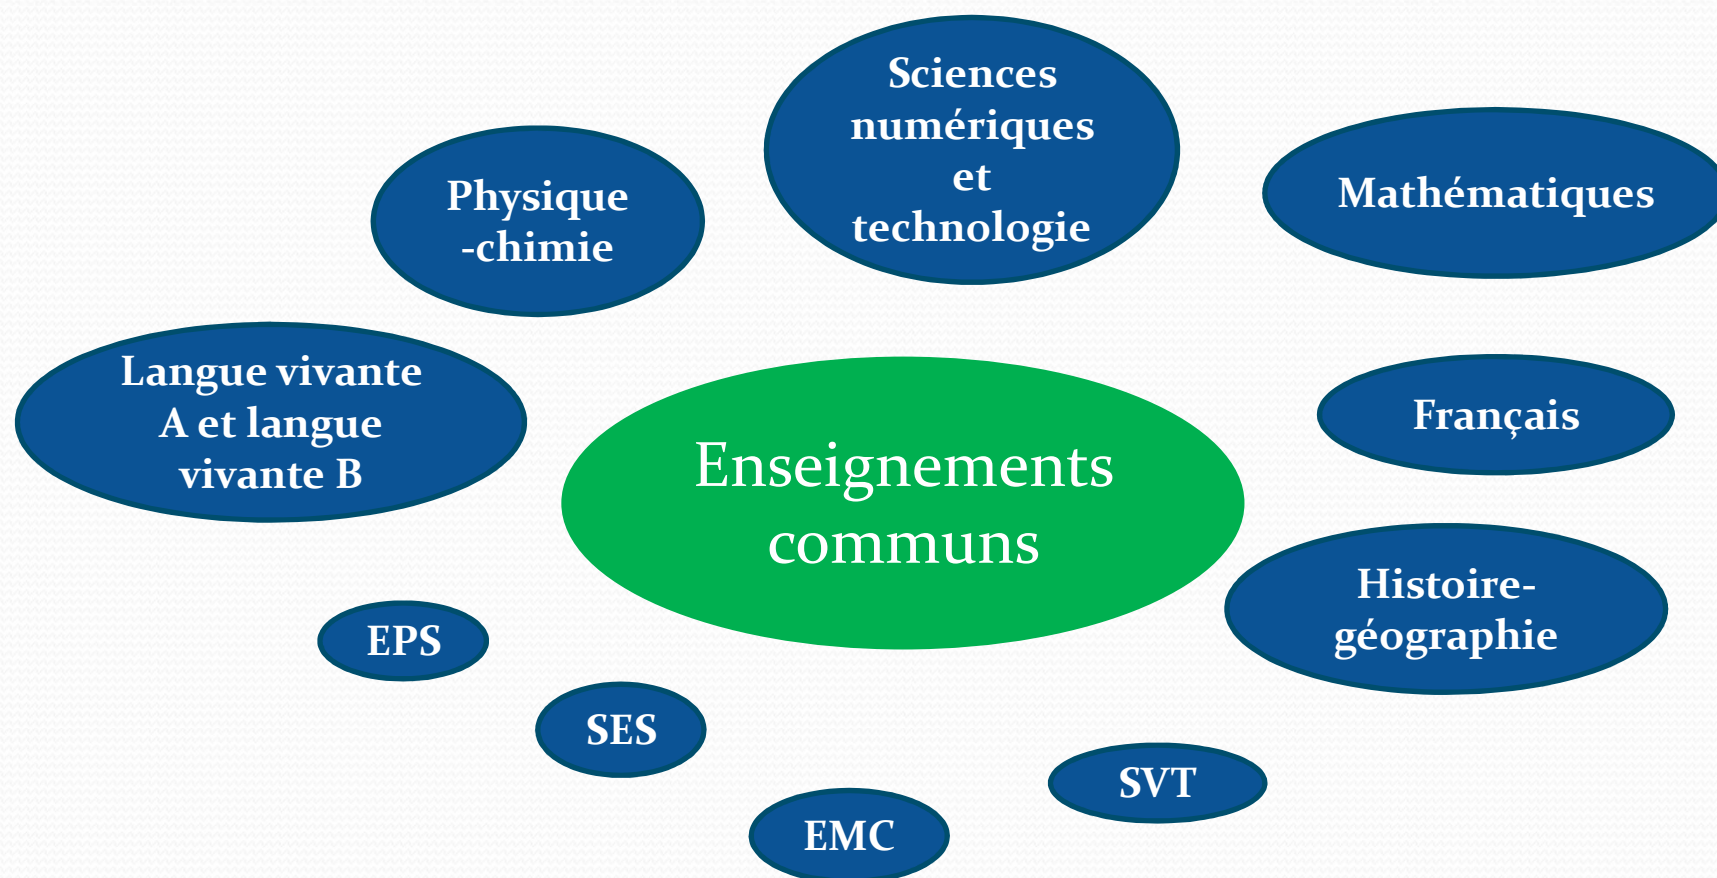 Sciences
numériques
et
technologie
Physique
-chimie
Mathématiques
Langue vivante
A et langue
vivante B
Enseignements
communs
Français
Histoire-
géographie
EPS
SES
SVT
EMC